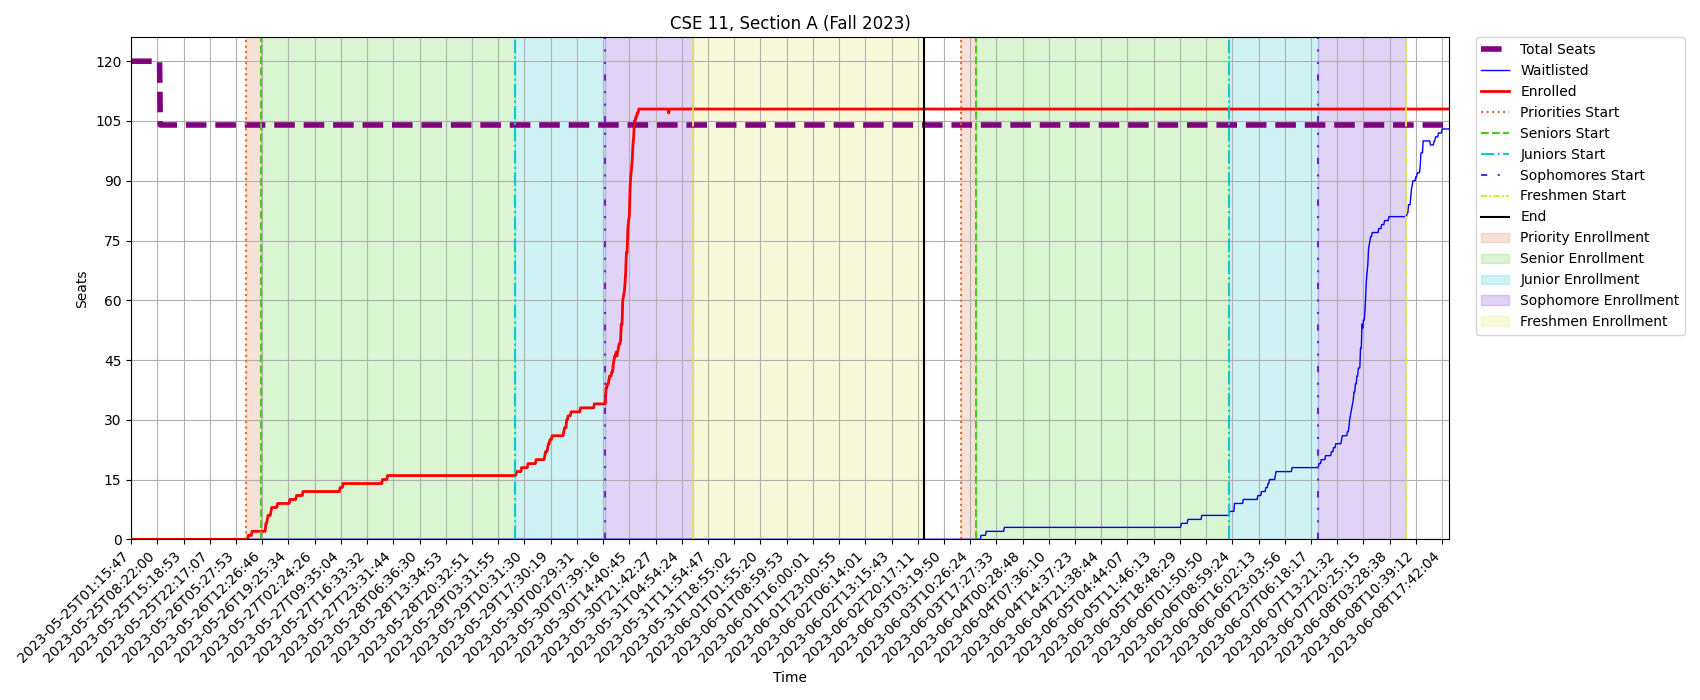 CSE 11, Section A (Fall 2023)
Seats
120
105
90
75
60
45
30
15
0
2023-05-25T01:15:47
2023-05-25T08:22:00
2023-05-25T15:18:53
2023-05-25T22:17:07
2023-05-26T05:27:53
2023-05-26T12:26:46
2023-05-26T19:25:34
2023-05-27T02:24:26
2023-05-27T09:35:04
2023-05-27T16:33:32
2023-05-27T23:31:44
2023-05-28T06:36:30
2023-05-28T13:34:53
2023-05-28T20:32:51
2023-05-29T03:31:55
2023-05-29T10:31:30
2023-05-29T17:30:19
2023-05-30T00:29:31
2023-05-30T07:39:16
2023-05-30T14:40:45
2023-05-30T21:42:27
2023-05-31T04:54:24
2023-05-31T11:54:47
2023-05-31T18:55:02
2023-06-01T01:55:20
2023-06-01T08:59:53
2023-06-01T16:00:01
2023-06-01T23:00:55
2023-06-02T06:14:01
2023-06-02T13:15:43
2023-06-02T20:17:11
2023-06-03T03:19:50
2023-06-03T10:26:24
2023-06-03T17:27:33
2023-06-04T00:28:48
2023-06-04T07:36:10
2023-06-04T14:37:23
2023-06-04T21:38:44
2023-06-05T04:44:07
2023-06-05T11:46:13
2023-06-05T18:48:29
2023-06-06T01:50:50
2023-06-06T08:59:24
2023-06-06T16:02:13
2023-06-06T23:03:56
2023-06-07T06:18:17
2023-06-07T13:21:32
2023-06-07T20:25:15
2023-06-08T03:28:38
2023-06-08T10:39:12
2023-06-08T17:42:04
Time
Total Seats
Waitlisted
Enrolled
Priorities Start
Seniors Start
Juniors Start
Sophomores Start
Freshmen Start
End
Priority Enrollment
Senior Enrollment
Junior Enrollment
Sophomore Enrollment
Freshmen Enrollment